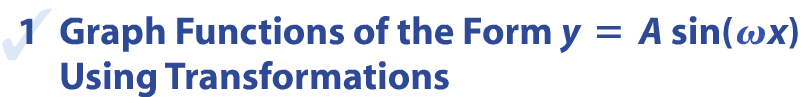 1 Graph Functions of the Form y = A sin(ωx)
Using Transformations